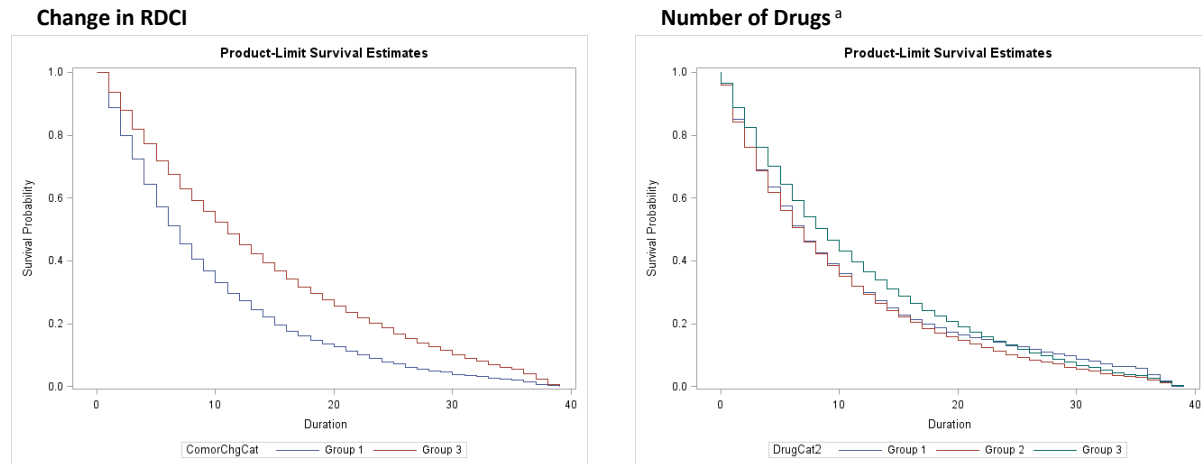 Change in RDCI
Product-Limit Survival Estimates
1.0
0.8
0.6
0.4
0.2
0.0
Survival Probability
0 10 20 30 40
Duration
ComorChgCat Group 1 Group 3
Number of Drugs a
Product-Limit Survival Estimates
1.0
0.8
0.6
0.4
0.2
0.0
Survival Probability
0 10 20 30 40
Duration
DrugCat2 Group 1 Group 2 Group 3